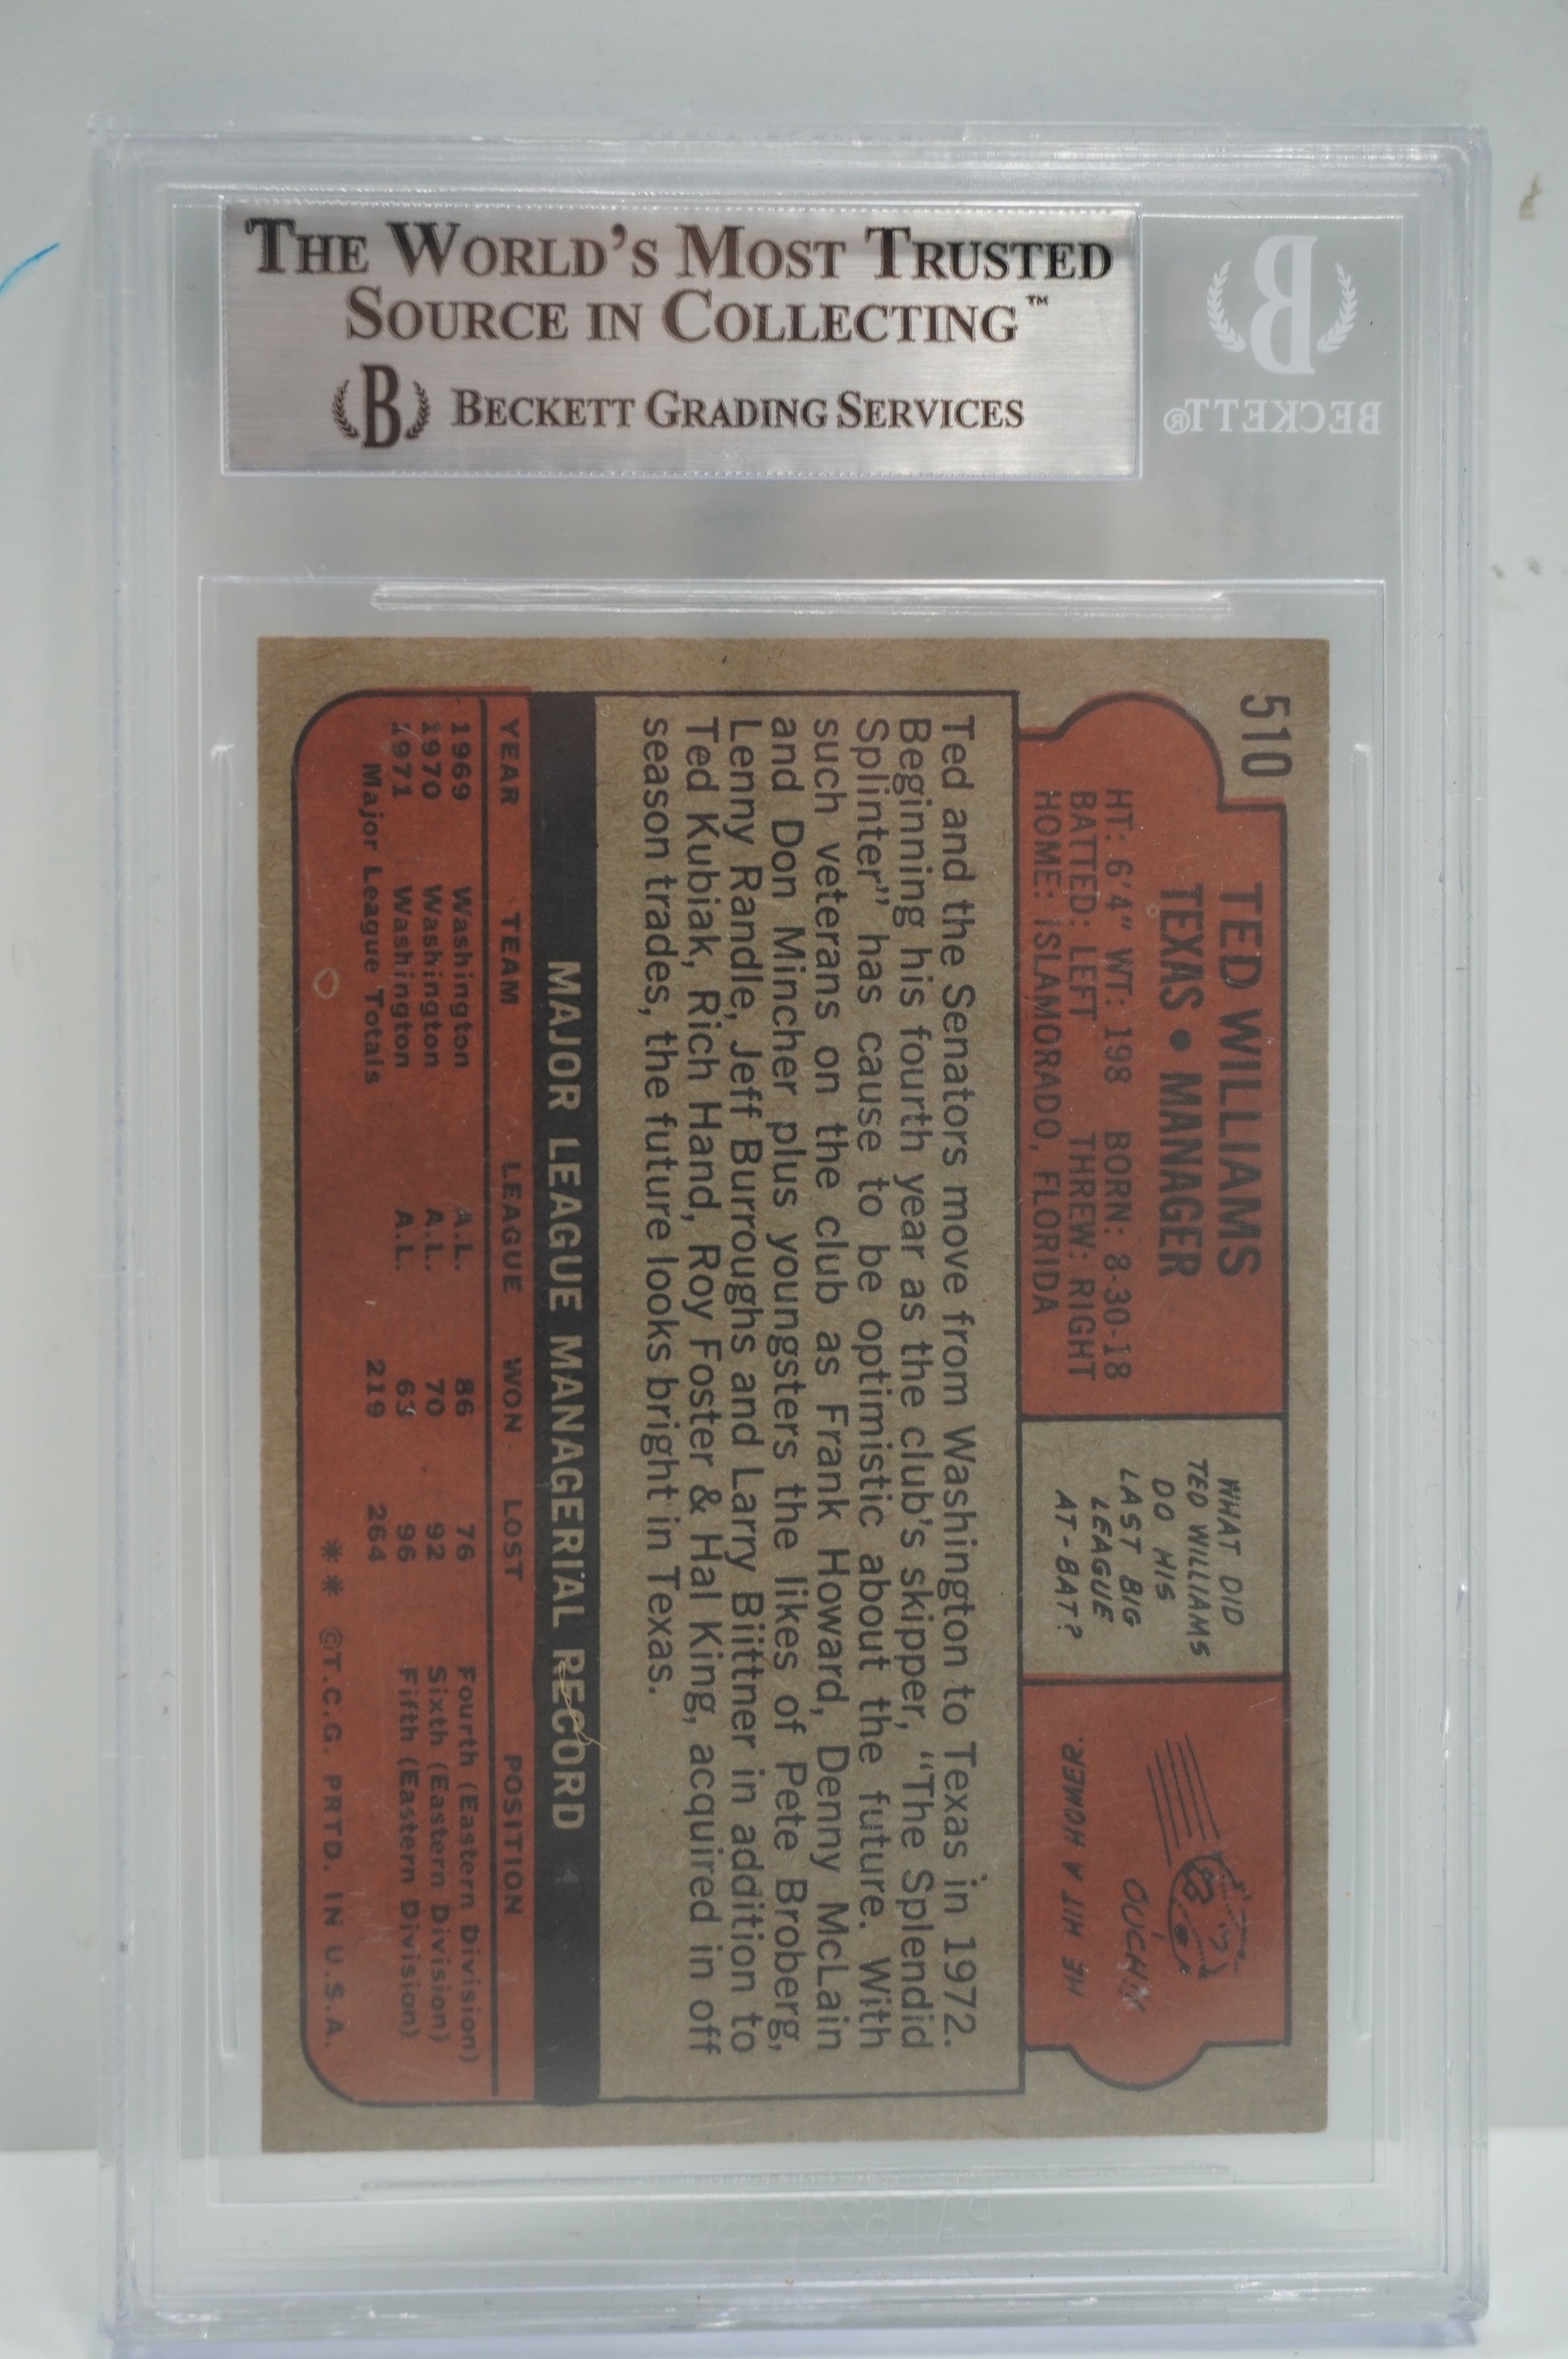 THE WORLD'S MOST TRUSTED
SOURCE IN COLLECTING™
B BECKETT GRADING SERVICES
B
BECKETT®
510
TED WILLIAMS
TEXAS • MANAGER
HT: 6'4" WT: 198 BORN: 8-30-18
BATTED: LEFT THREW: RIGHT
HOME: ISLAMORADO, FLORIDA
WHAT DID
TED WILLIAMS
DO HIS
LAST BIG
LEAGUE
AT-BAT?
OUCH!
HE HIT A HOMER.
Ted and the Senators move from Washington to Texas in 1972.
Beginning his fourth year as the club's skipper, "The Splendid
Splinter" has cause to be optimistic about the future. With
such veterans on the club as Frank Howard, Denny McLain
and Don Mincher plus youngsters the likes of Pete Broberg,
Lenny Randle, Jeff Burroughs and Larry Biittner in addition to
Ted Kubiak, Rich Hand, Roy Foster & Hal King, acquired in off
season trades, the future looks bright in Texas.
MAJOR LEAGUE MANAGERIAL RECORD
YEAR TEAM LEAGUE WON LOST POSITION
1969 Washington A.L. 86 76 Fourth (Eastern Division)
1970 Washington A.L. 70 92 Sixth (Eastern Division)
1971 Washington A.L. 63 96 Fifth (Eastern Division)
Major League Totals 219 264
** ©T.C.G. PRTD. IN U.S.A.